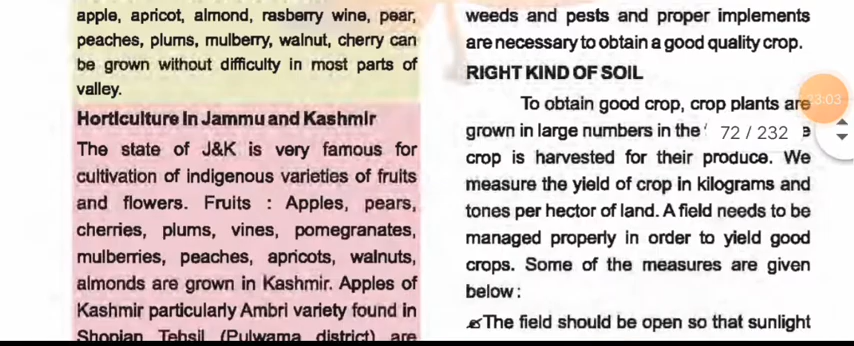 apple, apricot, almond, rasberry wine, pear,
peaches, plums, mulberry, walnut, cherry can
be grown without difficulty in most parts of
valley.
Horticulture in Jammu and Kashmir
The state of J&K is very famous for
cultivation of indigenous varieties of fruits
and flowers. Fruits : Apples, pears,
cherries, plums, vines, pomegranates,
mulberries, peaches, apricots, walnuts,
almonds are grown in Kashmir. Apples of
Kashmir particularly Ambri variety found in
Shopian Tehsil (Pulwama district) are
weeds and pests and proper implements
are necessary to obtain a good quality crop.
RIGHT KIND OF SOIL
To obtain good crop, crop plants are
grown in large numbers in the
crop is harvested for their produce. We
measure the yield of crop in kilograms and
tones per hector of land. A field needs to be
managed properly in order to yield good
crops. Some of the measures are given
below :
The field should be open so that sunlight
72 / 232
:03